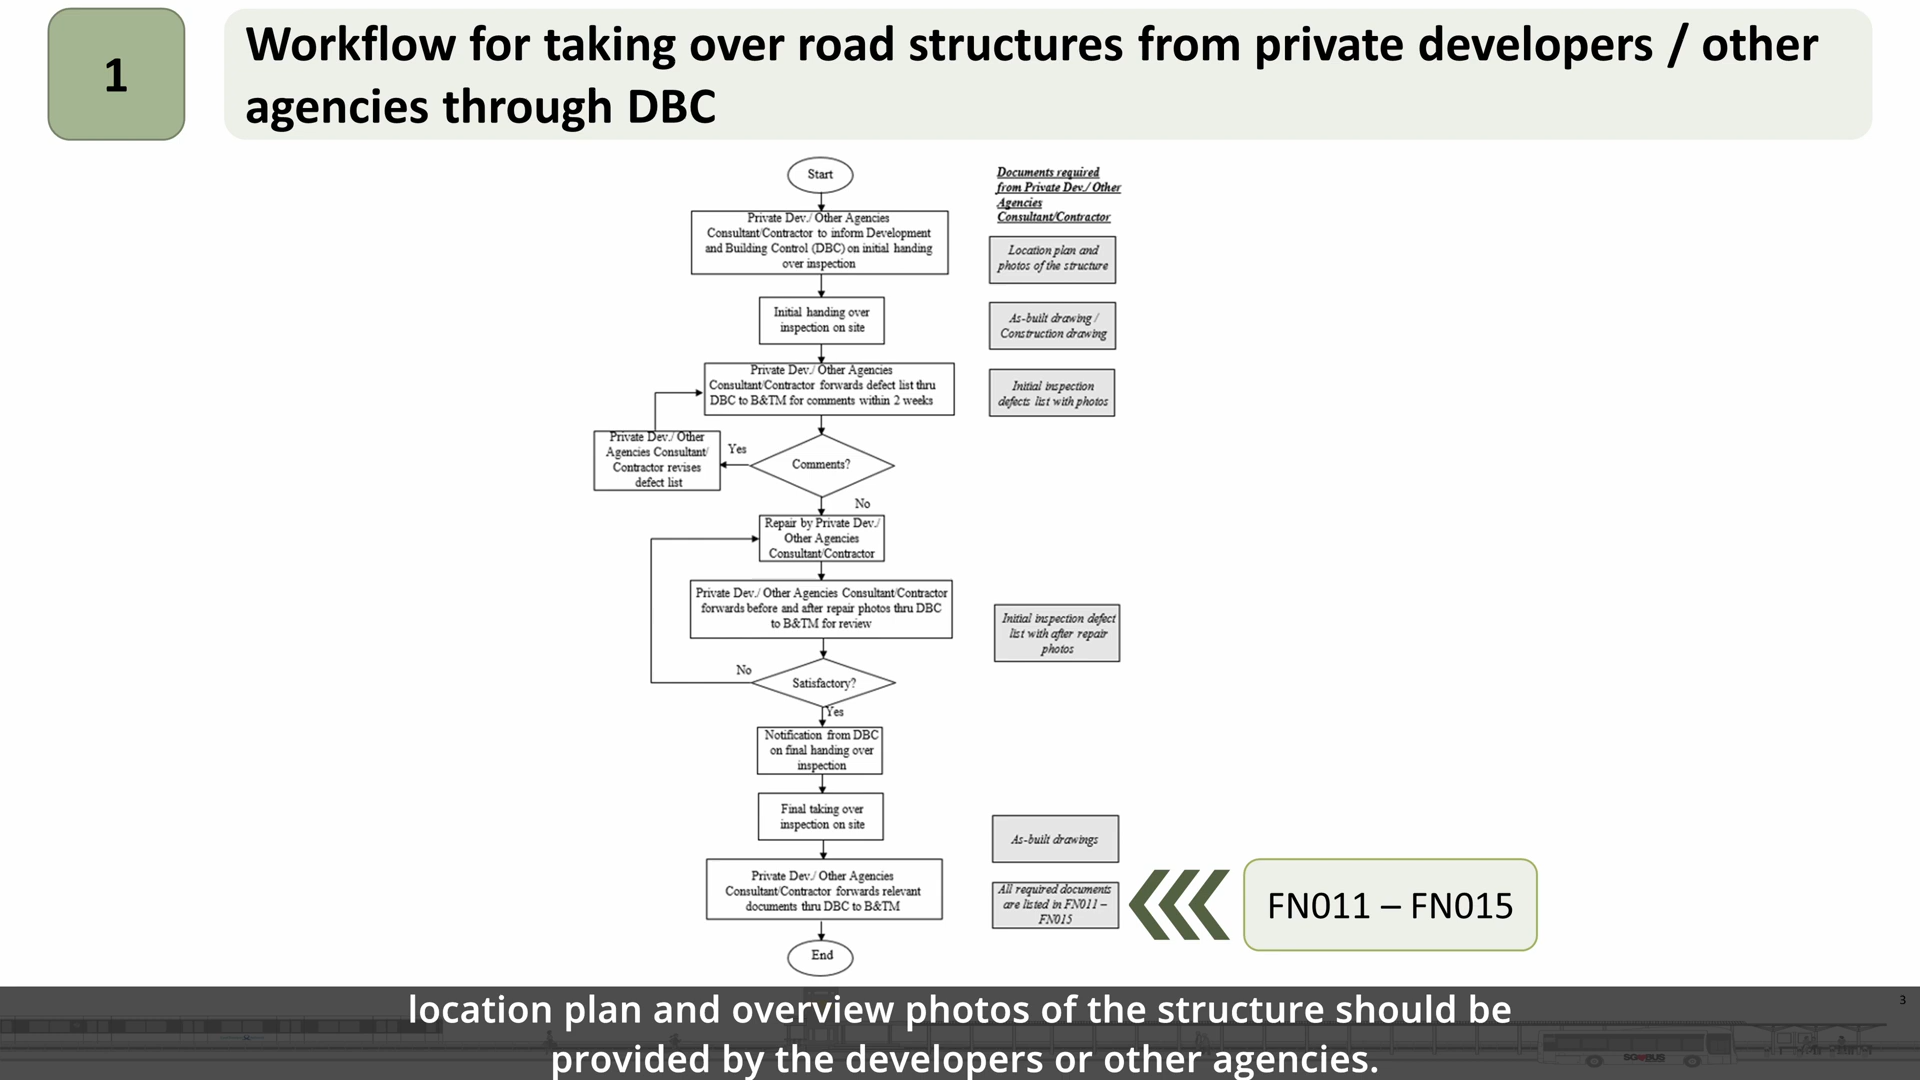 1
Workflow for taking over road structures from private developers / other
agencies through DBC
Start
Private Dev./ Other Agencies
Consultant/Contractor to inform Development
and Building Control (DBC) on initial handing
over inspection
Initial handing over
inspection on site
Private Dev./ Other Agencies
Consultant/Contractor forwards defect list thru
DBC to B&TM for comments within 2 weeks
Private Dev./ Other
Agencies Consultant/
Contractor revises
defect list
Yes
Comments?
No
Repair by Private Dev./
Other Agencies
Consultant/Contractor
Private Dev./ Other Agencies Consultant/Contractor
forwards before and after repair photos thru DBC
to B&TM for review
No
Satisfactory?
Yes
Notification from DBC
on final handing over
inspection
Final taking over
inspection on site
Private Dev./ Other Agencies
Consultant/Contractor forwards relevant
documents thru DBC to B&TM
End
Documents required
from Private Dev./ Other
Agencies
Consultant/Contractor
Location plan and
photos of the structure
As-built drawing /
Construction drawing
Initial inspection
defects list with photos
Initial inspection defect
list with after repair
photos
As-built drawings
All required documents
are listed in FN011 –
FN015
FN011 – FN015
location plan and overview photos of the structure should be
provided by the developers or other agencies.
3